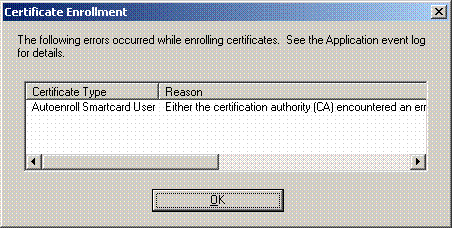 Certificate Enrollment
The following errors occurred while enrolling certificates. See the Application event log
for details.
Certificate Type Reason
Autoenroll Smartcard User Either the certification authority (CA) encountered an err
OK